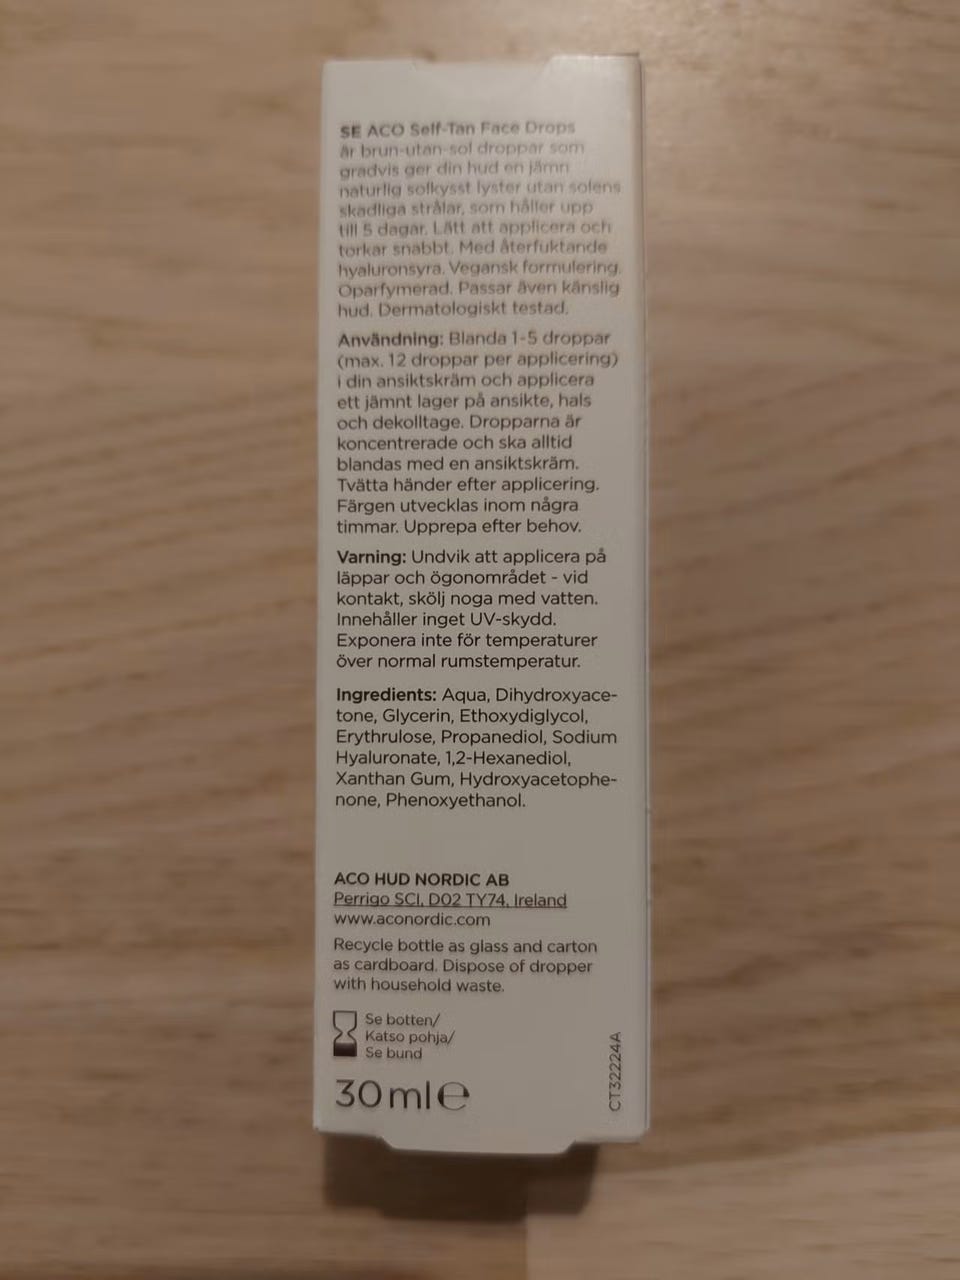 SE ACO Self-Tan Face Drops
är brun-utan-sol droppar som
gradvis ger din hud en jämn
naturlig solkysst lyster utan solens
skadliga strålar, som håller upp
till 5 dagar. Lätt att applicera och
torkar snabbt. Med återfuktande
hyaluronsyra. Vegansk formulering.
Oparfymerad. Passar även känslig
hud. Dermatologiskt testad.
Användning: Blanda 1-5 droppar
(max. 12 droppar per applicering)
i din ansiktskräm och applicera
ett jämnt lager på ansikte, hals
och dekolltage. Dropparna är
koncentrerade och ska alltid
blandas med en ansiktskräm.
Tvätta händer efter applicering.
Färgen utvecklas inom några
timmar. Upprepa efter behov.
Varning: Undvik att applicera på
läppar och ögonområdet - vid
kontakt, skölj noga med vatten.
Innehåller inget UV-skydd.
Exponera inte för temperaturer
över normal rumstemperatur.
Ingredients: Aqua, Dihydroxyace-
tone, Glycerin, Ethoxydiglycol,
Erythrulose, Propanediol, Sodium
Hyaluronate, 1,2-Hexanediol,
Xanthan Gum, Hydroxyacetophe-
none, Phenoxyethanol.
ACO HUD NORDIC AB
Perrigo SCI, D02 TY74, Ireland
www.aconordic.com
Recycle bottle as glass and carton
as cardboard. Dispose of dropper
with household waste.
Se botten/
Katso pohja/
Se bund
30 ml ℮
CT32224A